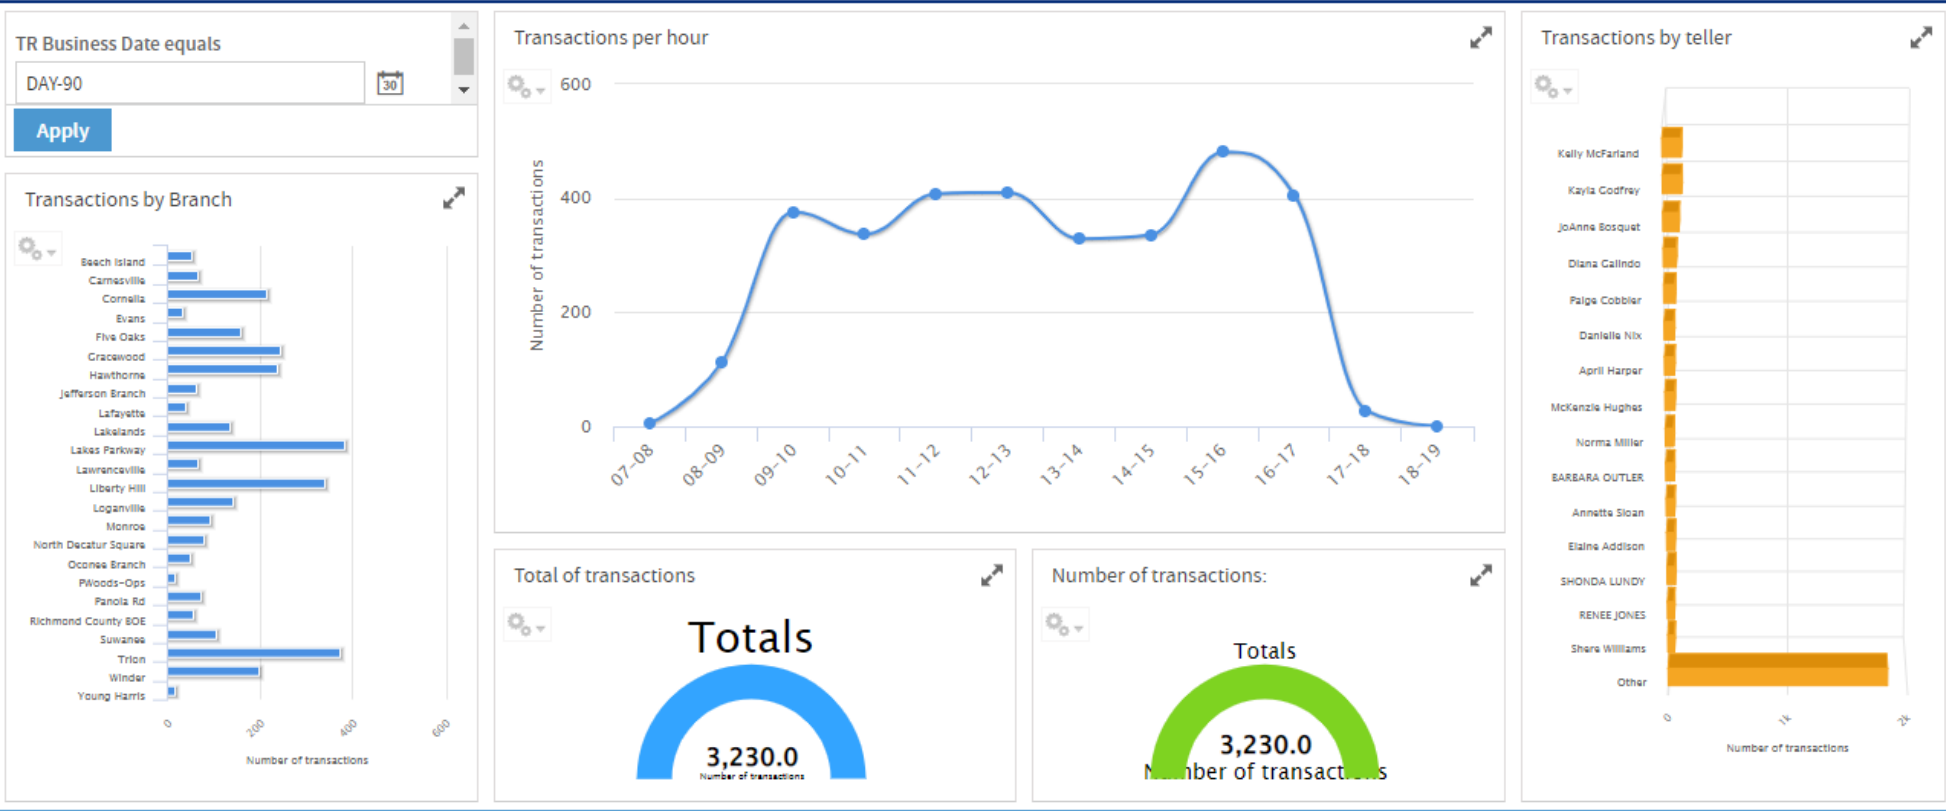 TR Business Date equals
DAY-90
30
Apply
Transactions by Branch
Beech Island
Carnesville
Cornelia
Evans
Five Oaks
Gracewood
Hawthorne
Jefferson Branch
Lafayette
Lakelands
Lakes Parkway
Lawrenceville
Liberty Hill
Loganville
Monroe
North Decatur Square
Oconee Branch
PWoods-Ops
Panola Rd
Richmond County BOE
Suwanee
Trion
Winder
Young Harris
0
200
400
600
Number of transactions
Transactions per hour
600
400
200
0
Number of transactions
07-08
08-09
09-10
10-11
11-12
12-13
13-14
14-15
15-16
16-17
17-18
18-19
Total of transactions
Totals
3,230.0
Number of transactions
Number of transactions:
Totals
3,230.0
Number of transactions
Transactions by teller
Kelly McFarland
Kayla Godfrey
JoAnne Bosquet
Diana Galindo
Paige Cobbler
Danielle Nix
April Harper
McKenzie Hughes
Norma Miller
BARBARA OUTLER
Annette Sloan
Elaine Addison
SHONDA LUNDY
RENEE JONES
Shere Williams
Other
0
1k
2k
Number of transactions